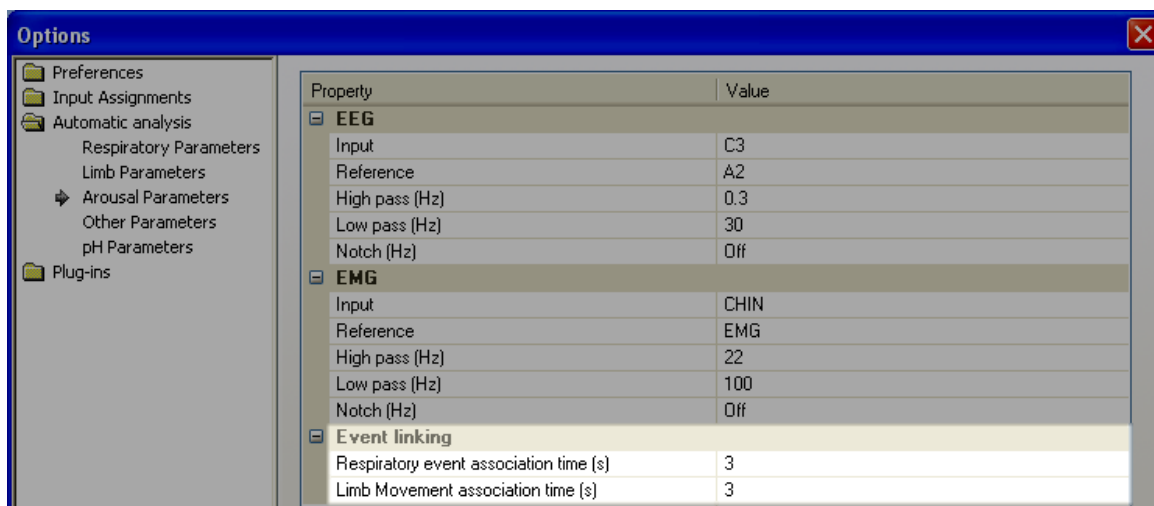 Options
Preferences
Input Assignments
Automatic analysis
Respiratory Parameters
Limb Parameters
Arousal Parameters
Other Parameters
pH Parameters
Plug-ins
Property Value
EEG
Input C3
Reference A2
High pass (Hz) 0.3
Low pass (Hz) 30
Notch (Hz) Off
EMG
Input CHIN
Reference EMG
High pass (Hz) 22
Low pass (Hz) 100
Notch (Hz) Off
Event linking
Respiratory event association time (s) 3
Limb Movement association time (s) 3